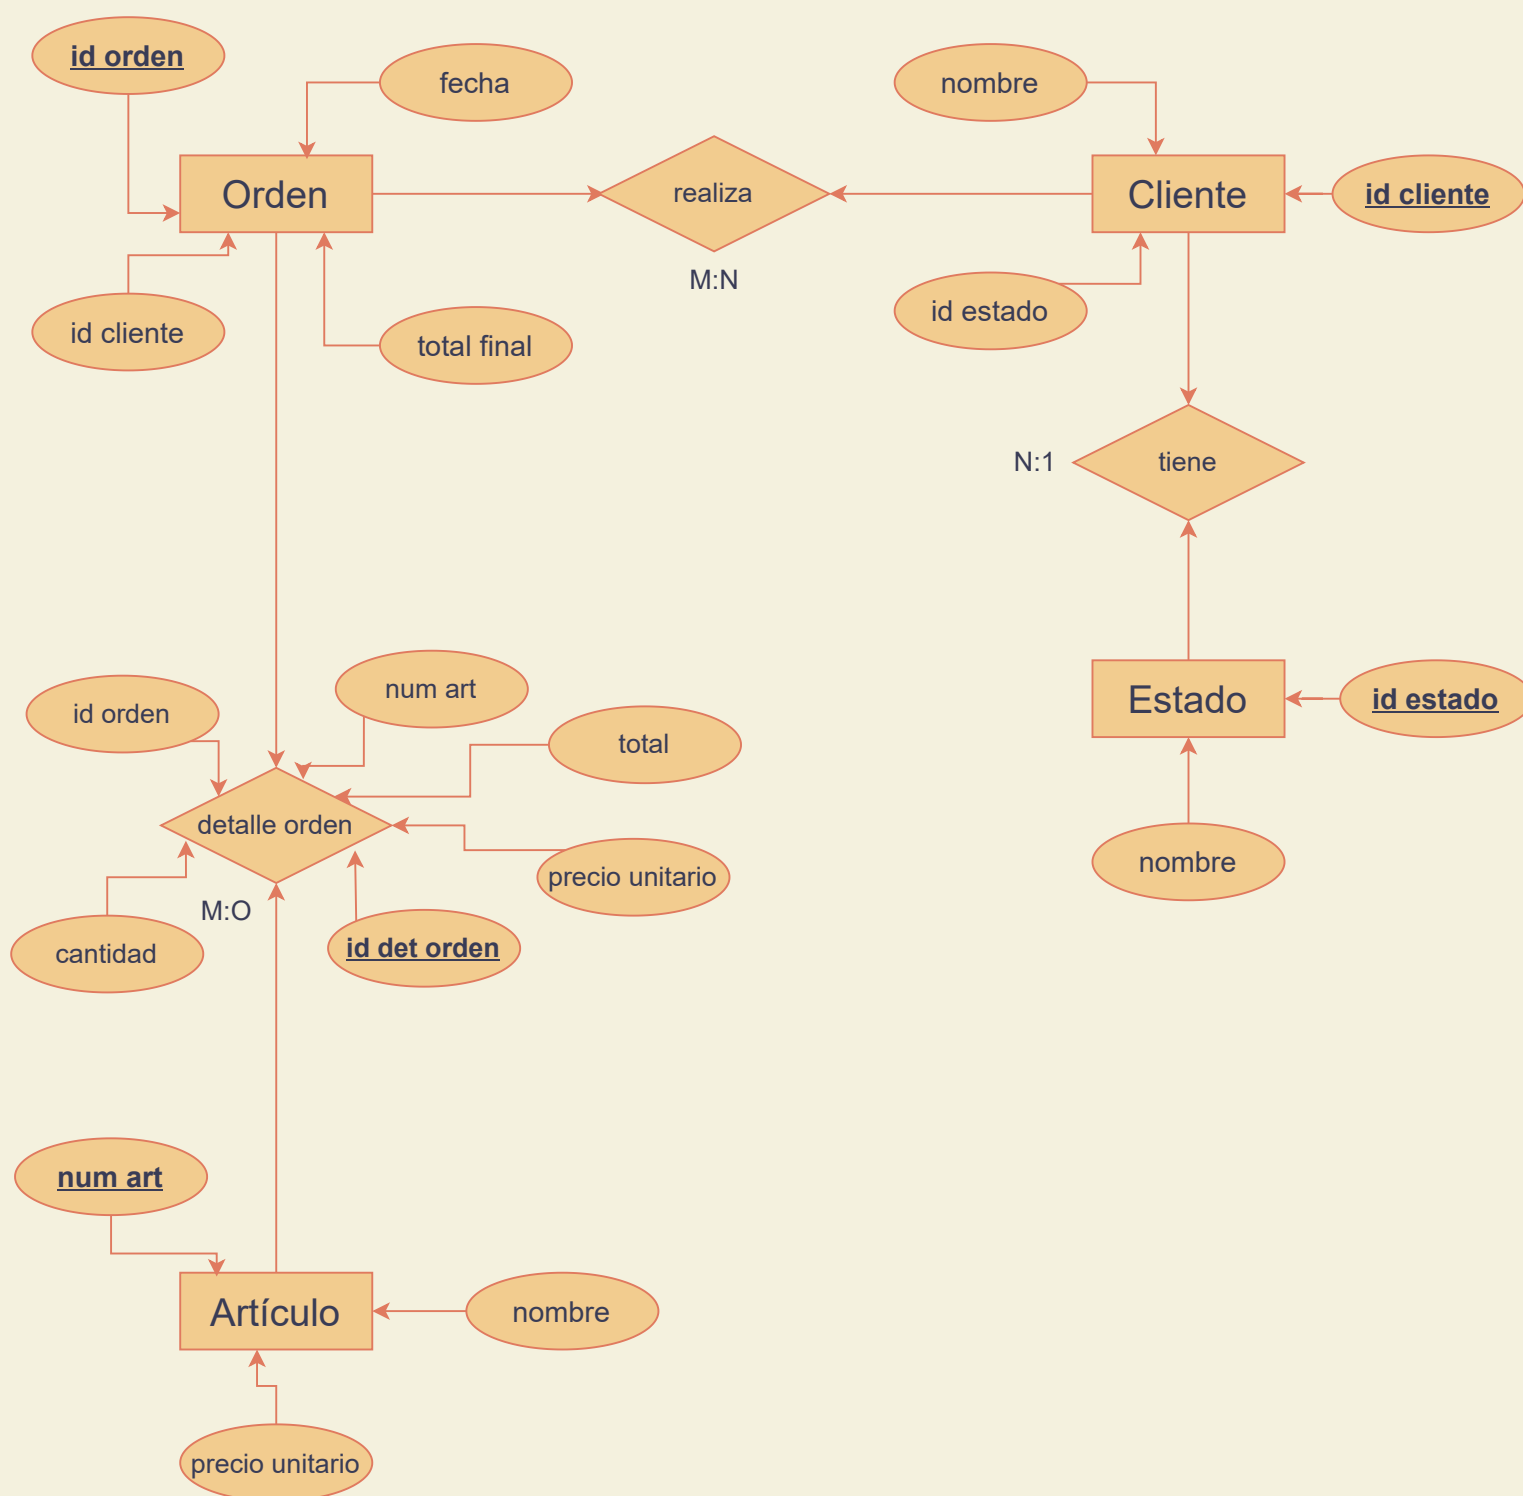 id orden
fecha
nombre
Orden
realiza
Cliente
id cliente
M:N
id estado
id cliente
total final
N:1
tiene
num art
id orden
total
Estado
id estado
detalle orden
precio unitario
nombre
M:O
cantidad
id det orden
num art
Artículo
nombre
precio unitario